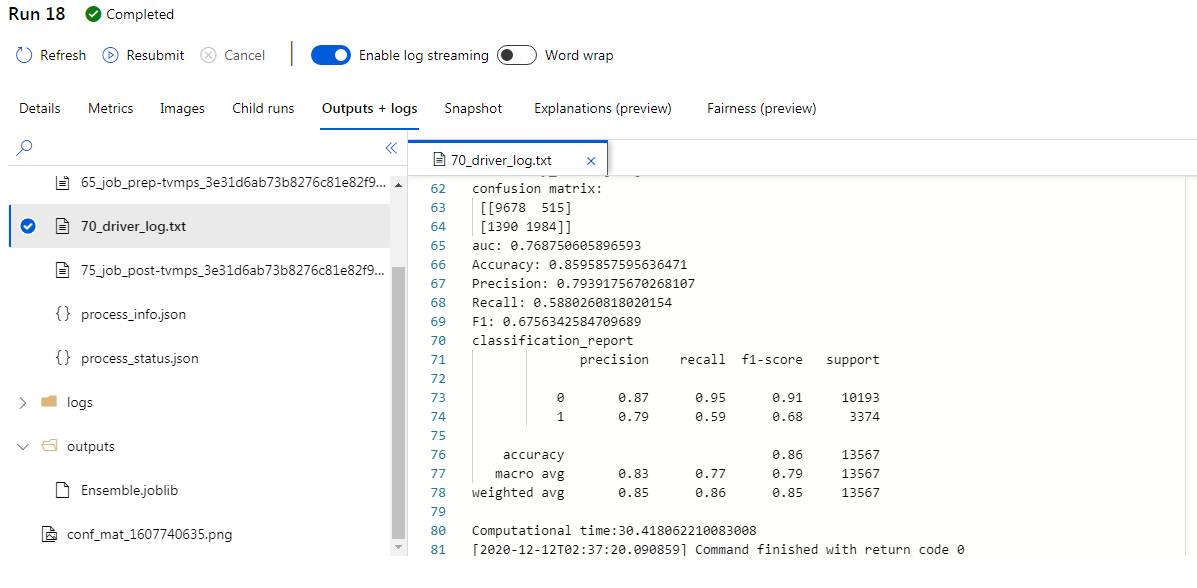 Run 18 Completed
Refresh Resubmit Cancel Enable log streaming Word wrap
Details Metrics Images Child runs Outputs + logs Snapshot Explanations (preview) Fairness (preview)
65_job_prep-tvmps_3e31d6ab73b8276c81e82f9...
70_driver_log.txt
75_job_post-tvmps_3e31d6ab73b8276c81e82f9...
{} process_info.json
{} process_status.json
logs
outputs
Ensemble.joblib
conf_mat_1607740635.png
70_driver_log.txt
62 confusion matrix:
63 [[9678  515]
64 [1390 1984]]
65 auc: 0.768750605896593
66 Accuracy: 0.8595857595636471
67 Precision: 0.7939175670268107
68 Recall: 0.5880260818020154
69 F1: 0.6756342584709689
70 classification_report
71 precision recall f1-score support
72
73 0 0.87 0.95 0.91 10193
74 1 0.79 0.59 0.68 3374
75
76 accuracy 0.86 13567
77 macro avg 0.83 0.77 0.79 13567
78 weighted avg 0.85 0.86 0.85 13567
79
80 Computational time:30.418062210083008
81 [2020-12-12T02:37:20.090859] Command finished with return code 0